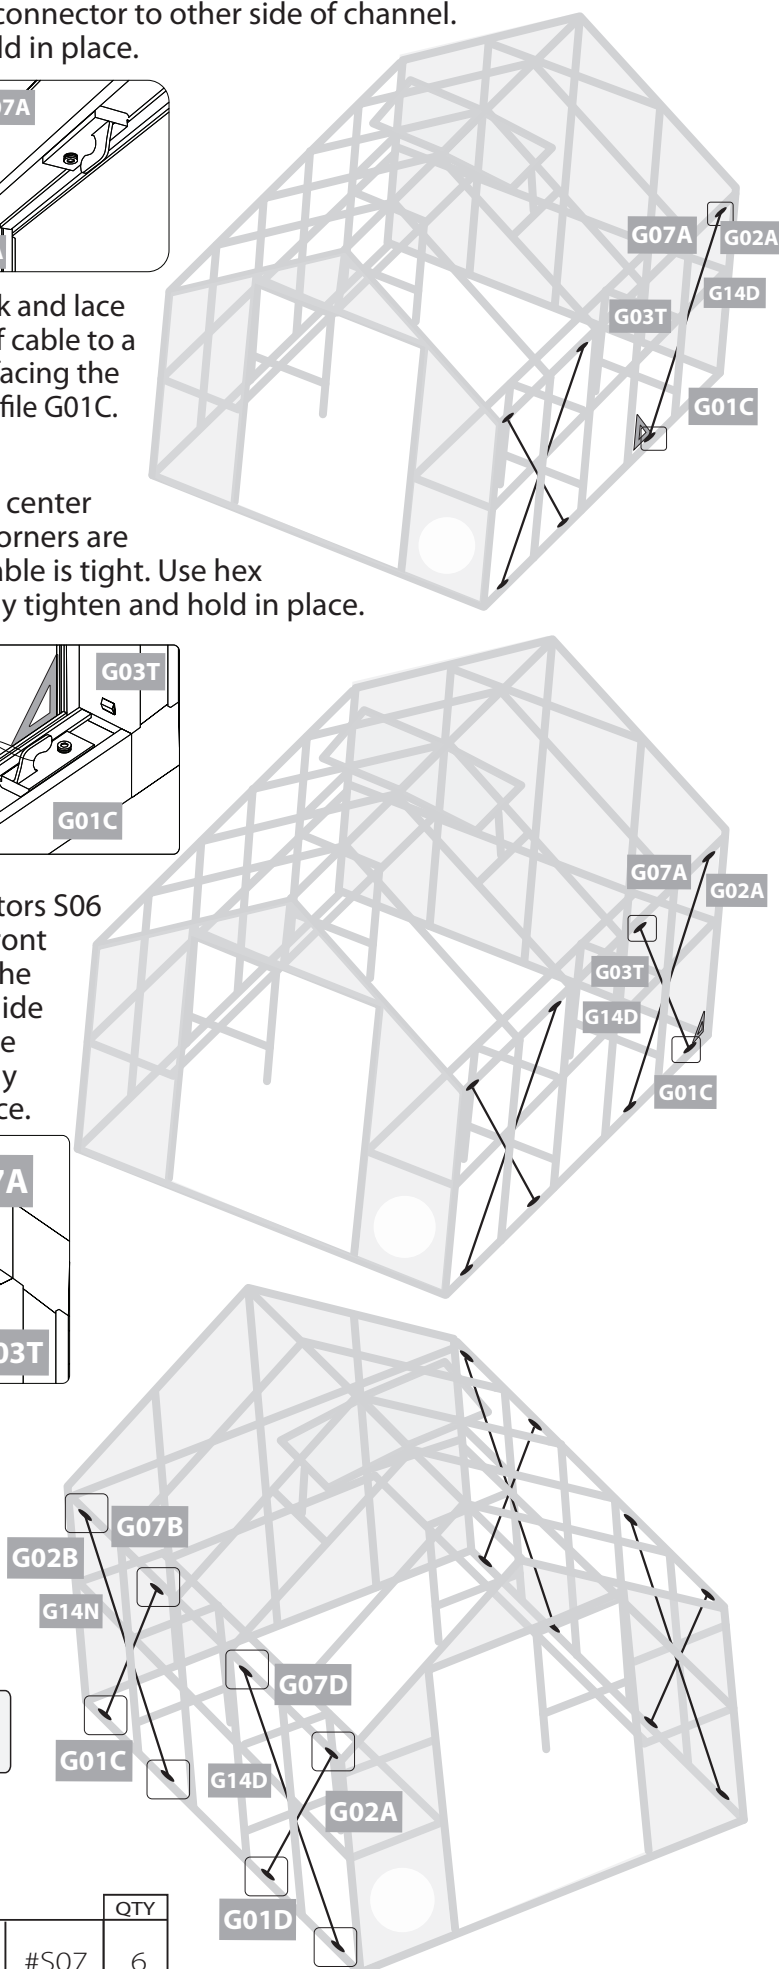 connector to other side of channel.
ld in place.
07A
G07A
G02A
G14D
G03T
G01C
k and lace
f cable to a
facing the
file G01C.
center
orners are
able is tight. Use hex
y tighten and hold in place.
G03T
G01C
G07A
G02A
G03T
G14D
G01C
tors S06
ront
he
ide
e
y
ce.
7A
03T
G07B
G02B
G14N
G07D
G01C
G14D
G02A
G01D
QTY
#S07 6